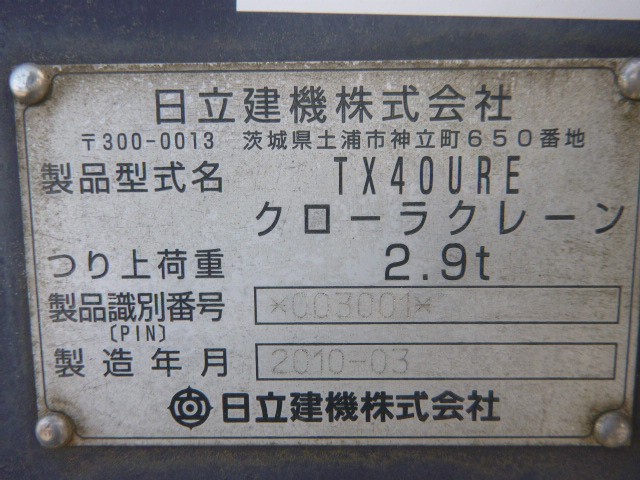 日立建機株式会社
〒300-0013 茨城県土浦市神立町650番地
製品型式名 TX40URE
クローラクレーン
つり上荷重 2.9t
製品識別番号 *003001*
(PIN)
製造年月 2010-03
日立建機株式会社